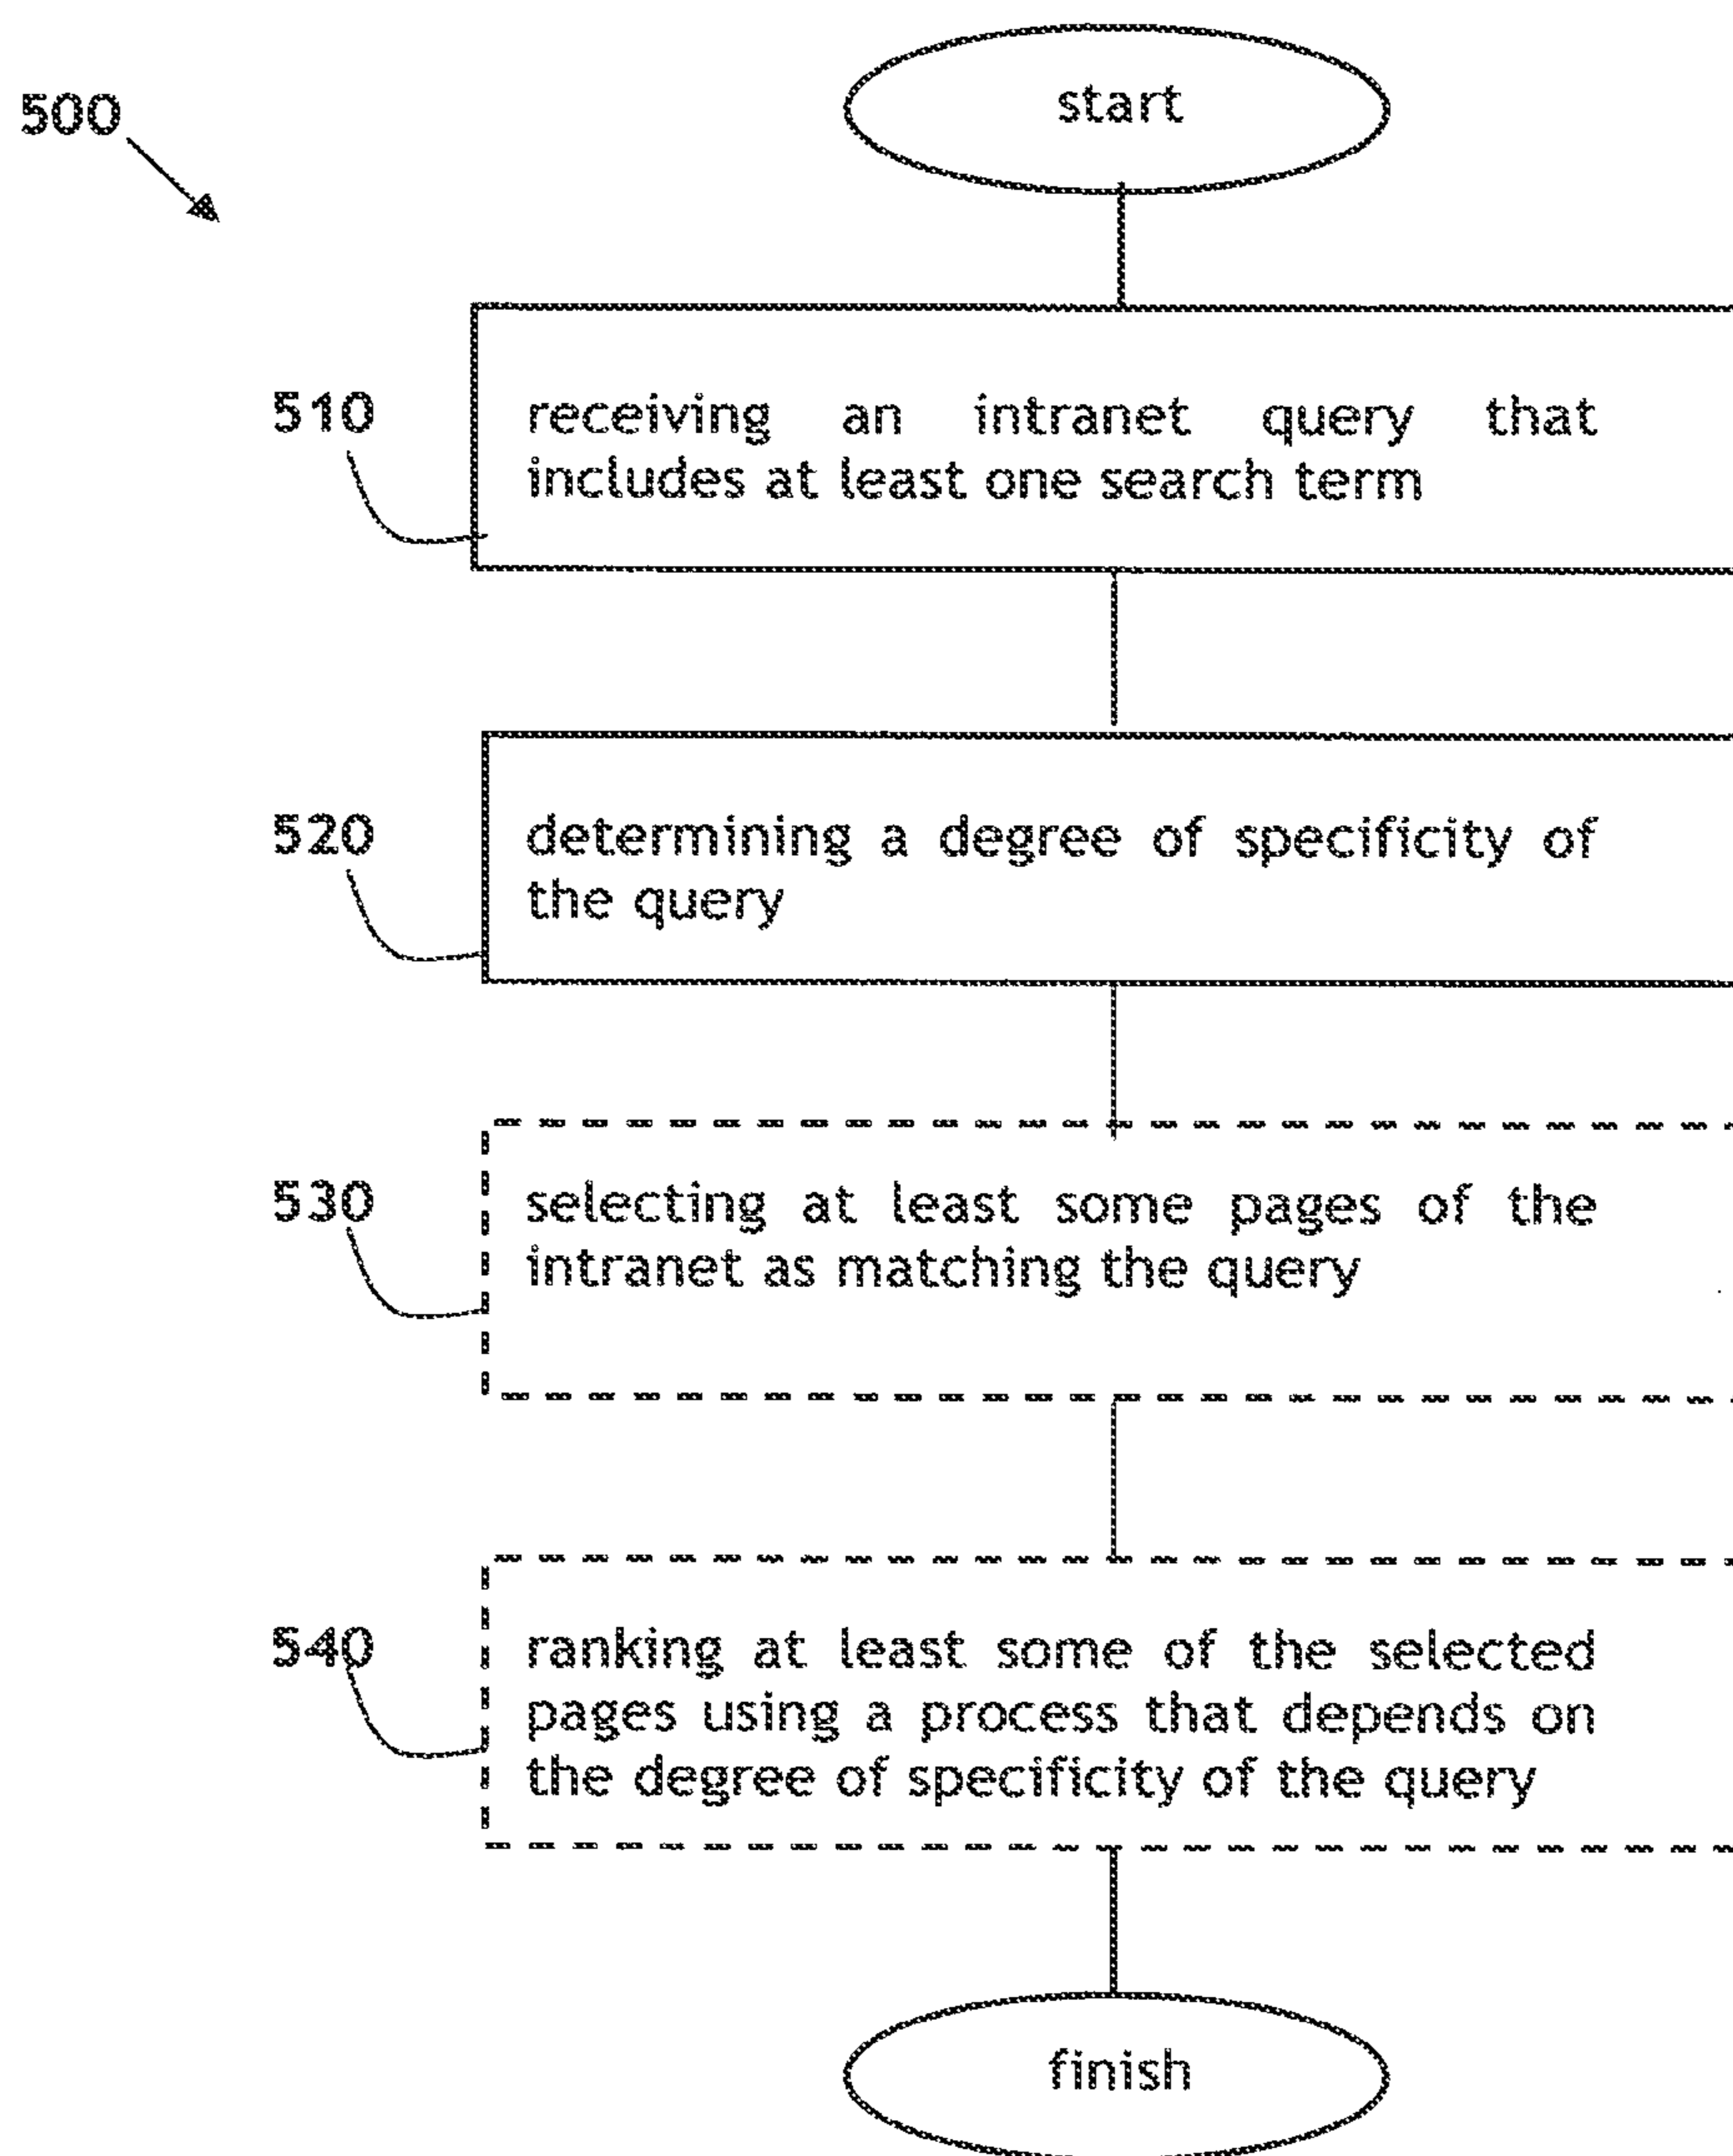 start
500
510
receiving an intranet query that
includes at least one search term
520
determining a degree of specificity of
the query
530
selecting at least some pages of the
intranet as matching the query
540
ranking at least some of the selected
pages using a process that depends on
the degree of specificity of the query
finish